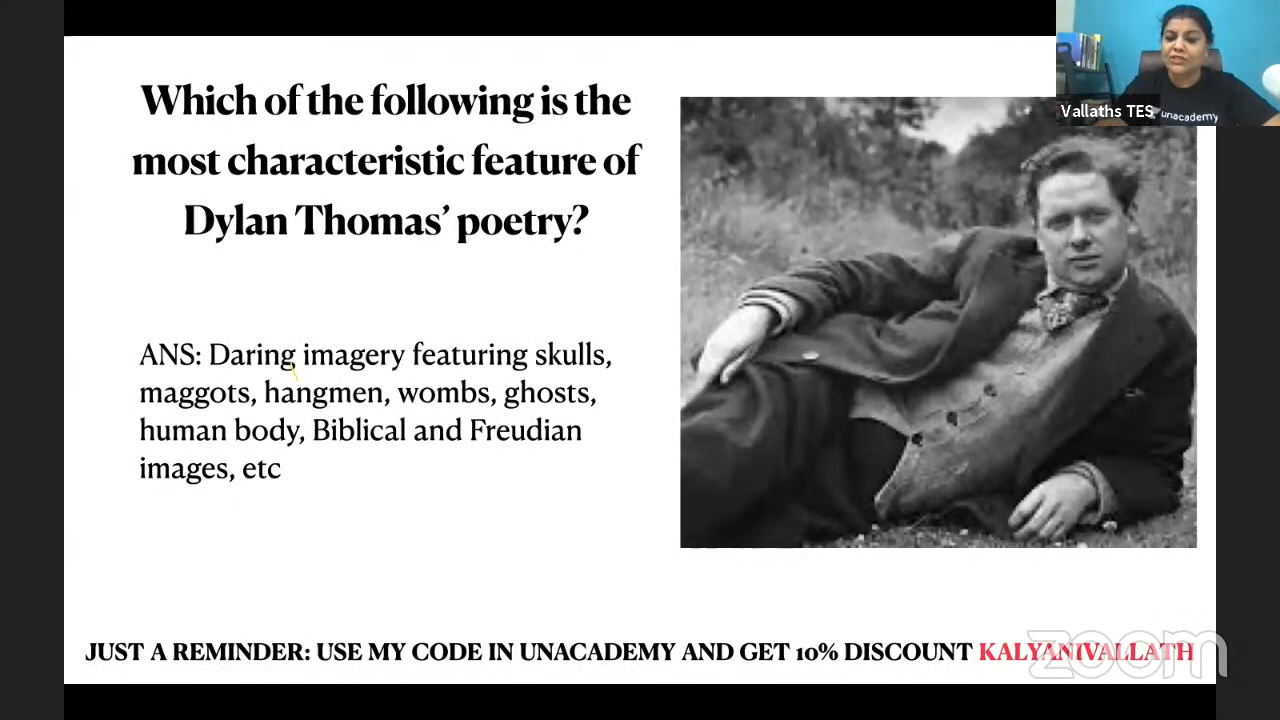 Which of the following is the
most characteristic feature of
Dylan Thomas’ poetry?
ANS: Daring imagery featuring skulls,
maggots, hangmen, wombs, ghosts,
human body, Biblical and Freudian
images, etc
JUST A REMINDER: USE MY CODE IN UNACADEMY AND GET 10% DISCOUNT KALYANIVALLATH
Vallaths TES
unacademy
zoom